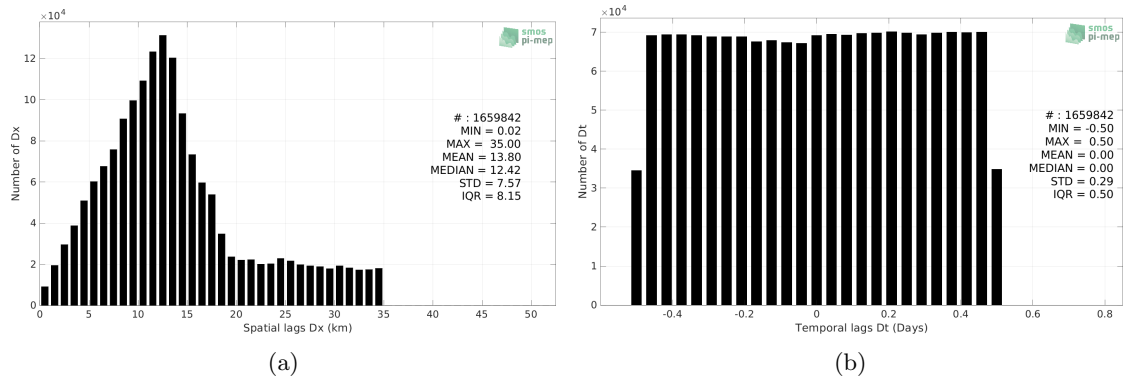 ×10⁴
12
10
8
6
4
2
0
0 5 10 15 20 25 30 35 40 45 50
Number of Dx
Spatial lags Dx (km)
smos
pi-mep
# : 1659842
MIN = 0.02
MAX = 35.00
MEAN = 13.80
MEDIAN = 12.42
STD = 7.57
IQR = 8.15
(a)
×10⁴
7
6
5
4
3
2
1
0
-0.4 -0.2 0 0.2 0.4 0.6 0.8
Number of Dt
Temporal lags Dt (Days)
smos
pi-mep
# : 1659842
MIN = -0.50
MAX = 0.50
MEAN = 0.00
MEDIAN = 0.00
STD = 0.29
IQR = 0.50
(b)